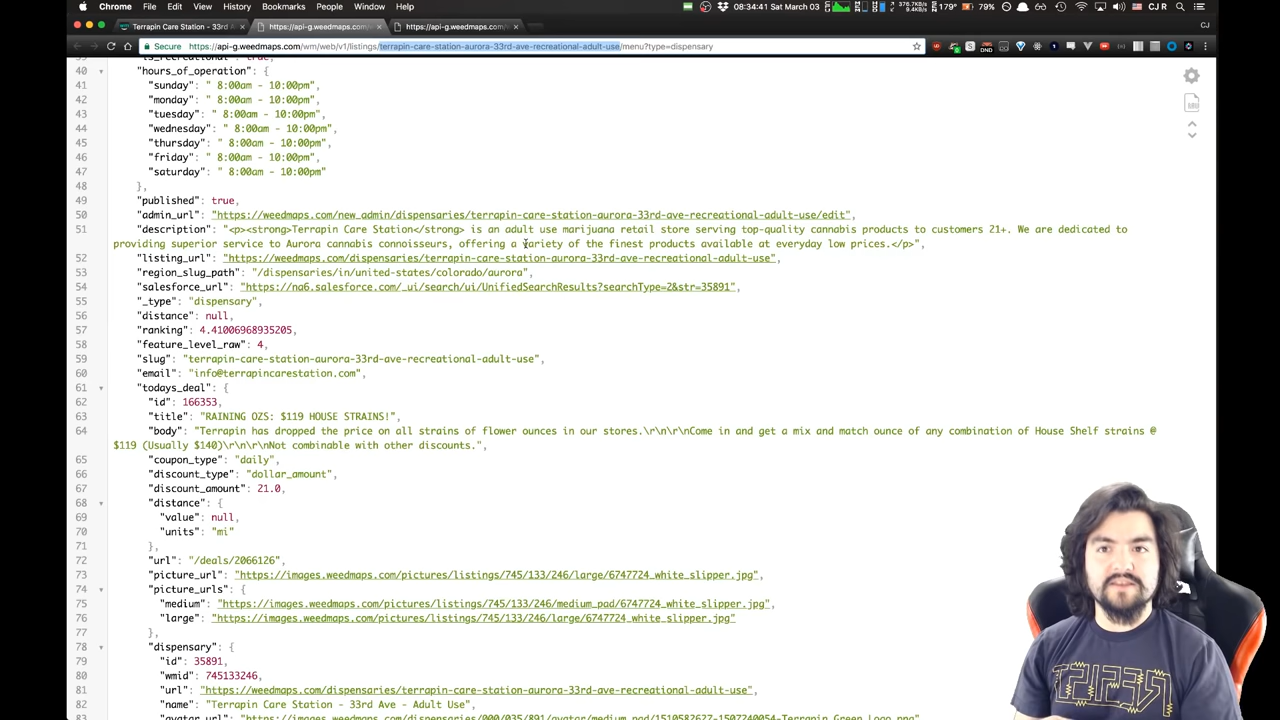 Chrome File Edit View History Bookmarks People Window Help
08:34:41 Sat March 03
79%
CJ R
Terrapin Care Station - 33rd A
https://api-g.weedmaps.com/
https://api-g.weedmaps.com/w
CJ
Secure https://api-g.weedmaps.com/wm/web/v1/listings/terrapin-care-station-aurora-33rd-ave-recreational-adult-use/menu?type=dispensary
40 "hours_of_operation": {
41 "sunday": " 8:00am - 10:00pm",
42 "monday": " 8:00am - 10:00pm",
43 "tuesday": " 8:00am - 10:00pm",
44 "wednesday": " 8:00am - 10:00pm",
45 "thursday": " 8:00am - 10:00pm",
46 "friday": " 8:00am - 10:00pm",
47 "saturday": " 8:00am - 10:00pm"
48 },
49 "published": true,
50 "admin_url": "https://weedmaps.com/new_admin/dispensaries/terrapin-care-station-aurora-33rd-ave-recreational-adult-use/edit",
51 "description": "<p><strong>Terrapin Care Station</strong> is an adult use marijuana retail store serving top-quality cannabis products to customers 21+. We are dedicated to
providing superior service to Aurora cannabis connoisseurs, offering a variety of the finest products available at everyday low prices.</p>",
52 "listing_url": "https://weedmaps.com/dispensaries/terrapin-care-station-aurora-33rd-ave-recreational-adult-use",
53 "region_slug_path": "/dispensaries/in/united-states/colorado/aurora",
54 "salesforce_url": "https://na6.salesforce.com/_ui/search/ui/UnifiedSearchResults?searchType=2&str=35891",
55 "_type": "dispensary",
56 "distance": null,
57 "ranking": 4.41006968935205,
58 "feature_level_raw": 4,
59 "slug": "terrapin-care-station-aurora-33rd-ave-recreational-adult-use",
60 "email": "info@terrapincarestation.com",
61 "todays_deal": {
62 "id": 166353,
63 "title": "RAINING OZS: $119 HOUSE STRAINS!",
64 "body": "Terrapin has dropped the price on all strains of flower ounces in our stores.\r\n\r\nCome in and get a mix and match ounce of any combination of House Shelf strains @
$119 (Usually $140)\r\n\r\nNot combinable with other discounts.",
65 "coupon_type": "daily",
66 "discount_type": "dollar_amount",
67 "discount_amount": 21.0,
68 "distance": {
69 "value": null,
70 "units": "mi"
71 },
72 "url": "/deals/2066126",
73 "picture_url": "https://images.weedmaps.com/pictures/listings/745/133/246/large/6747724_white_slipper.jpg",
74 "picture_urls": {
75 "medium": "https://images.weedmaps.com/pictures/listings/745/133/246/medium_pad/6747724_white_slipper.jpg",
76 "large": "https://images.weedmaps.com/pictures/listings/745/133/246/large/6747724_white_slipper.jpg"
77 },
78 "dispensary": {
79 "id": 35891,
80 "wmid": 745133246,
81 "url": "https://weedmaps.com/dispensaries/terrapin-care-station-aurora-33rd-ave-recreational-adult-use",
82 "name": "Terrapin Care Station - 33rd Ave - Adult Use",